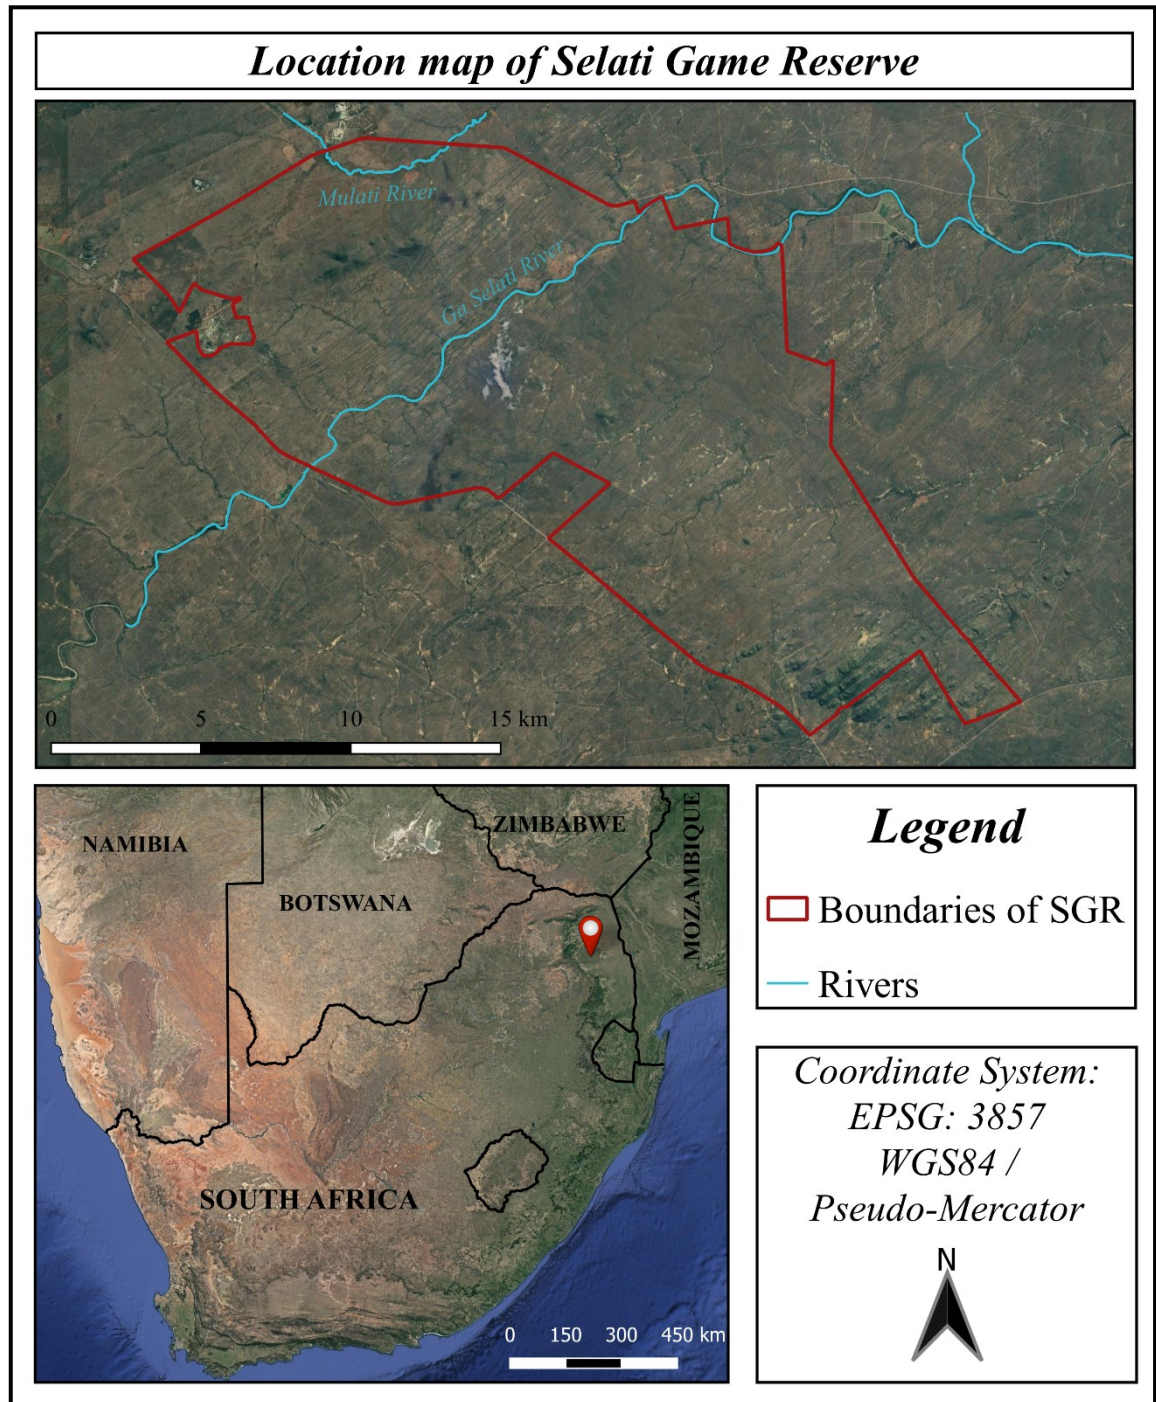 Location map of Selati Game Reserve
Mulati River
Ga Selati River
0 5 10 15 km
NAMIBIA
BOTSWANA
ZIMBABWE
MOZAMBIQUE
SOUTH AFRICA
0 150 300 450 km
Legend
Boundaries of SGR
Rivers
Coordinate System:
EPSG: 3857
WGS84 /
Pseudo-Mercator
N